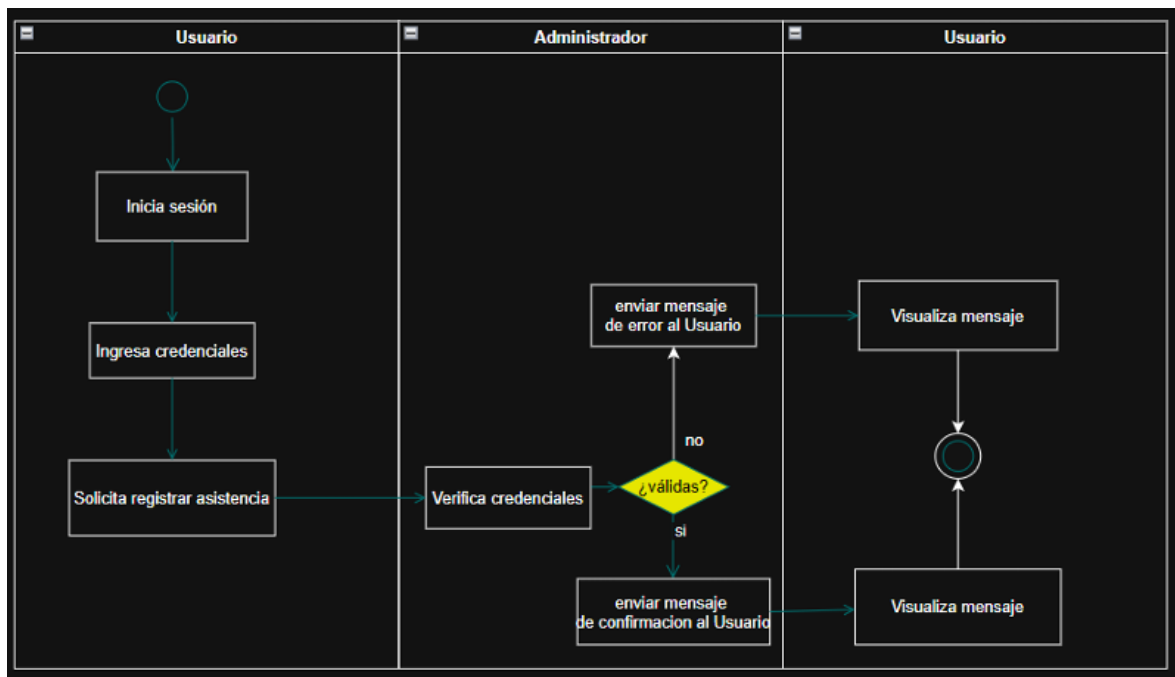 Usuario
Administrador
Usuario
Inicia sesión
Ingresa credenciales
Solicita registrar asistencia
Verifica credenciales
¿válidas?
no
enviar mensaje
de error al Usuario
Visualiza mensaje
si
enviar mensaje
de confirmacion al Usuario
Visualiza mensaje